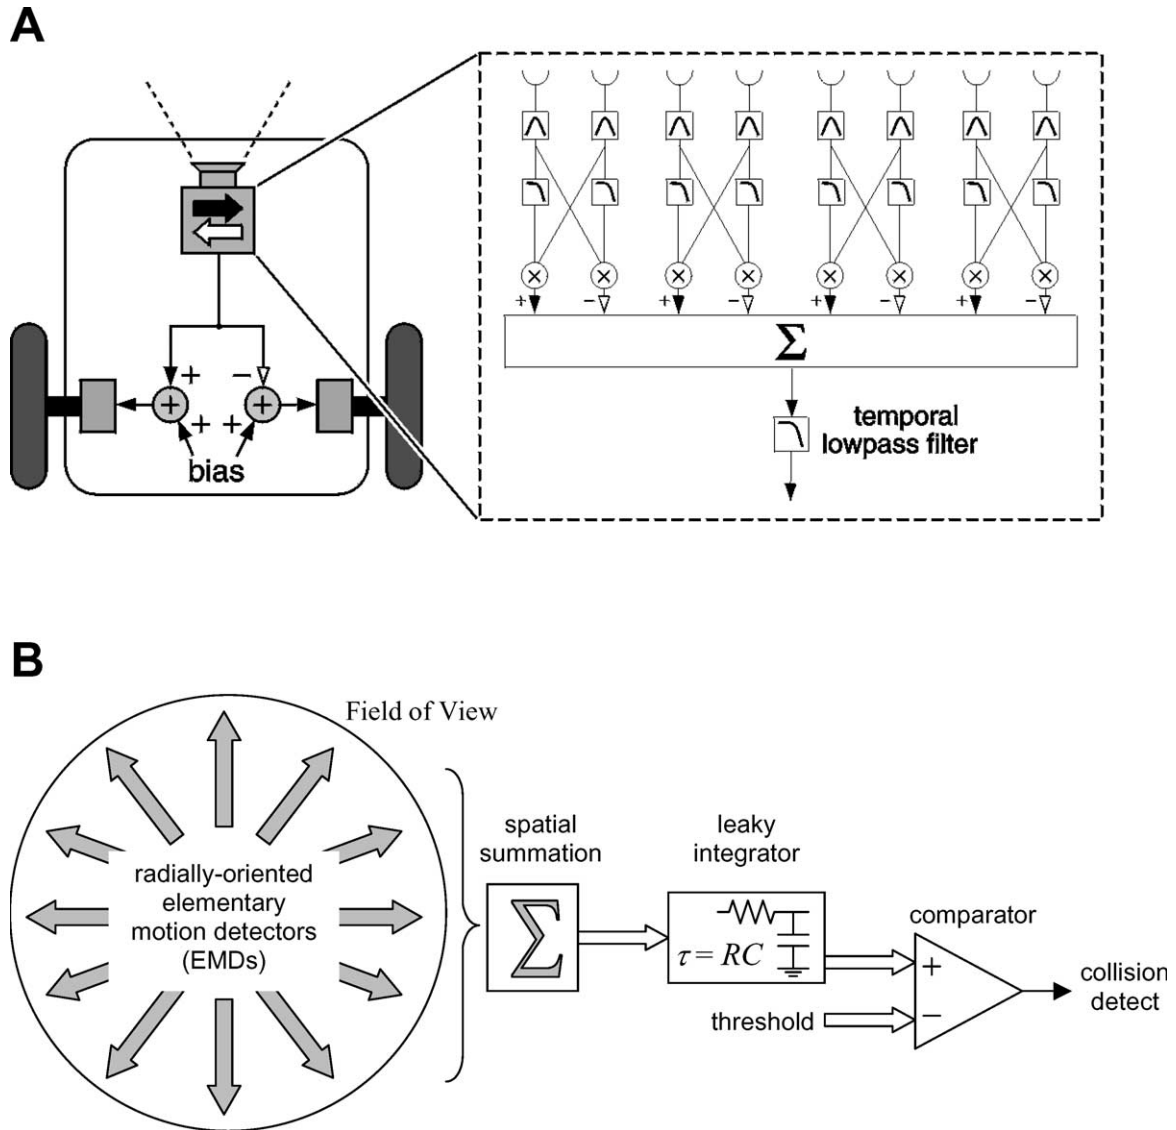 A
+
−
+
+
+
+
bias
×
×
×
×
×
×
×
×
+
−
+
−
+
−
+
−
Σ
temporal
lowpass filter
B
Field of View
radially-oriented
elementary
motion detectors
(EMDs)
spatial
summation
Σ
leaky
integrator
τ = RC
comparator
+
−
threshold
collision
detect